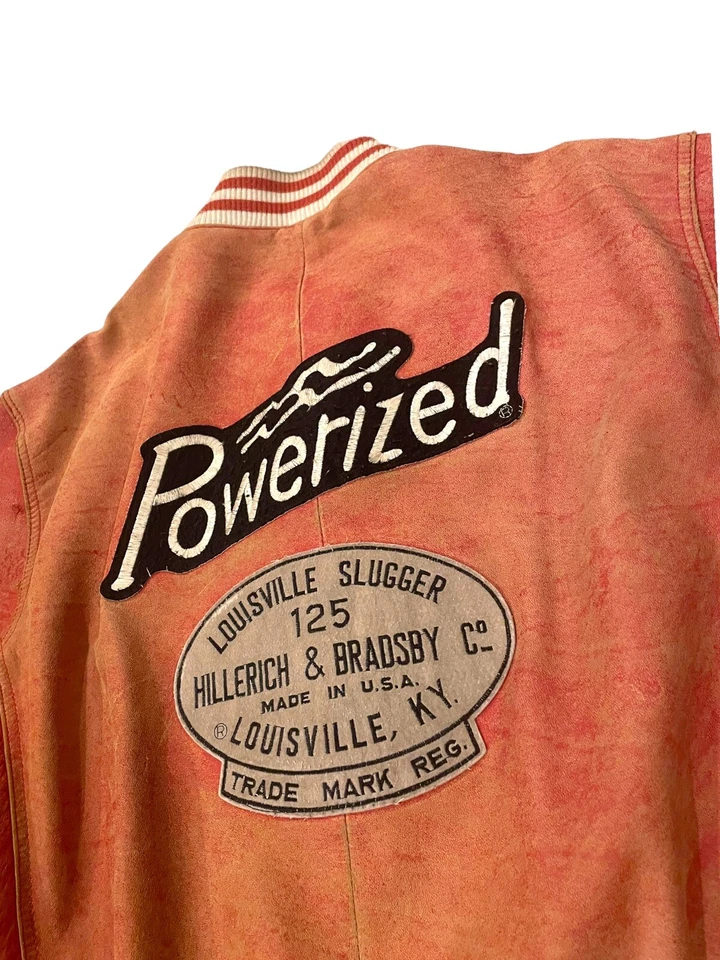 Powerized ®
LOUISVILLE SLUGGER
125
HILLERICH & BRADSBY Cº
MADE IN U.S.A.
® LOUISVILLE, KY.
TRADE MARK REG.